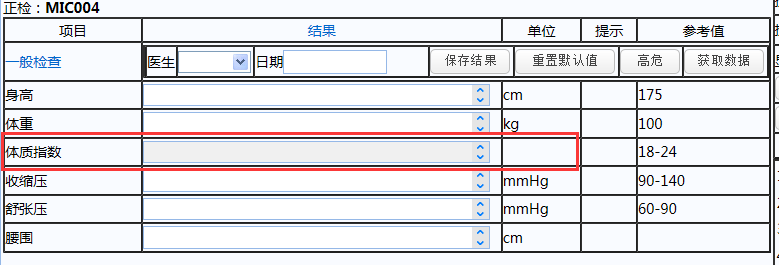 正检：MIC004
项目 结果 单位 提示 参考值
一般检查 医生 日期 保存结果 重置默认值 高危 获取数据
身高 cm 175
体重 kg 100
体质指数 18-24
收缩压 mmHg 90-140
舒张压 mmHg 60-90
腰围 cm